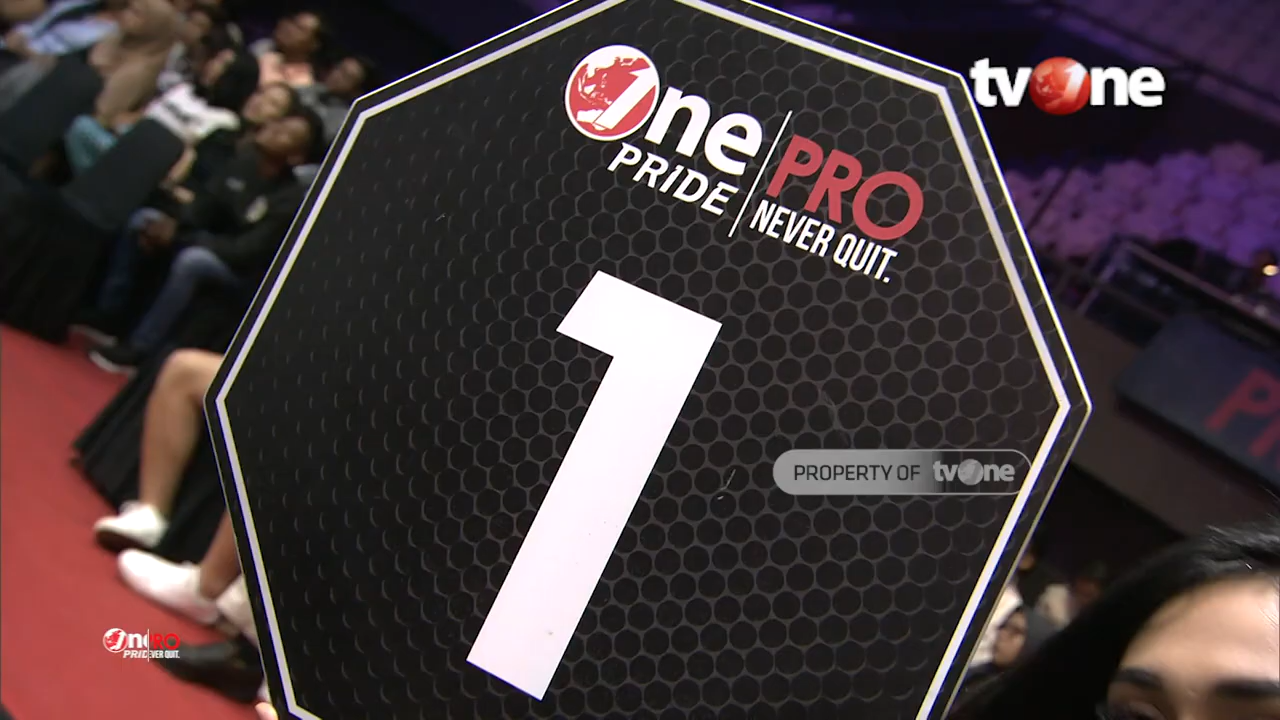 tvOne
One
PRIDE
PRO
NEVER QUIT.
1
PROPERTY OF tvOne